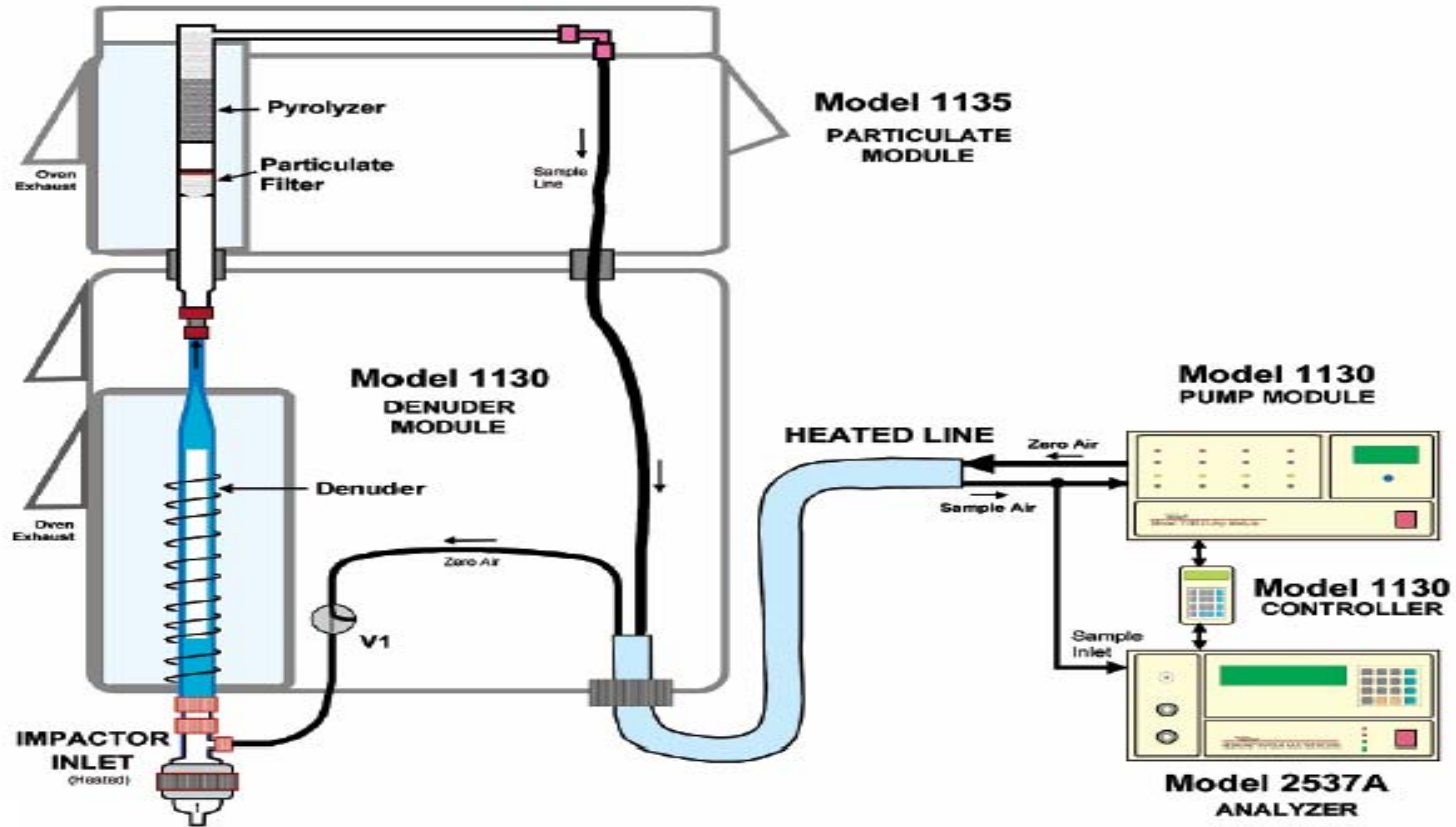 Pyrolyzer
Particulate
Filter
Oven
Exhaust
Sample
Line
Model 1135
PARTICULATE
MODULE
Model 1130
DENUDER
MODULE
Denuder
Oven
Exhaust
Zero Air
V1
IMPACTOR
INLET
(Heated)
HEATED LINE
Zero Air
Sample Air
Model 1130
PUMP MODULE
Model 1130
CONTROLLER
Sample
Inlet
Model 2537A
ANALYZER